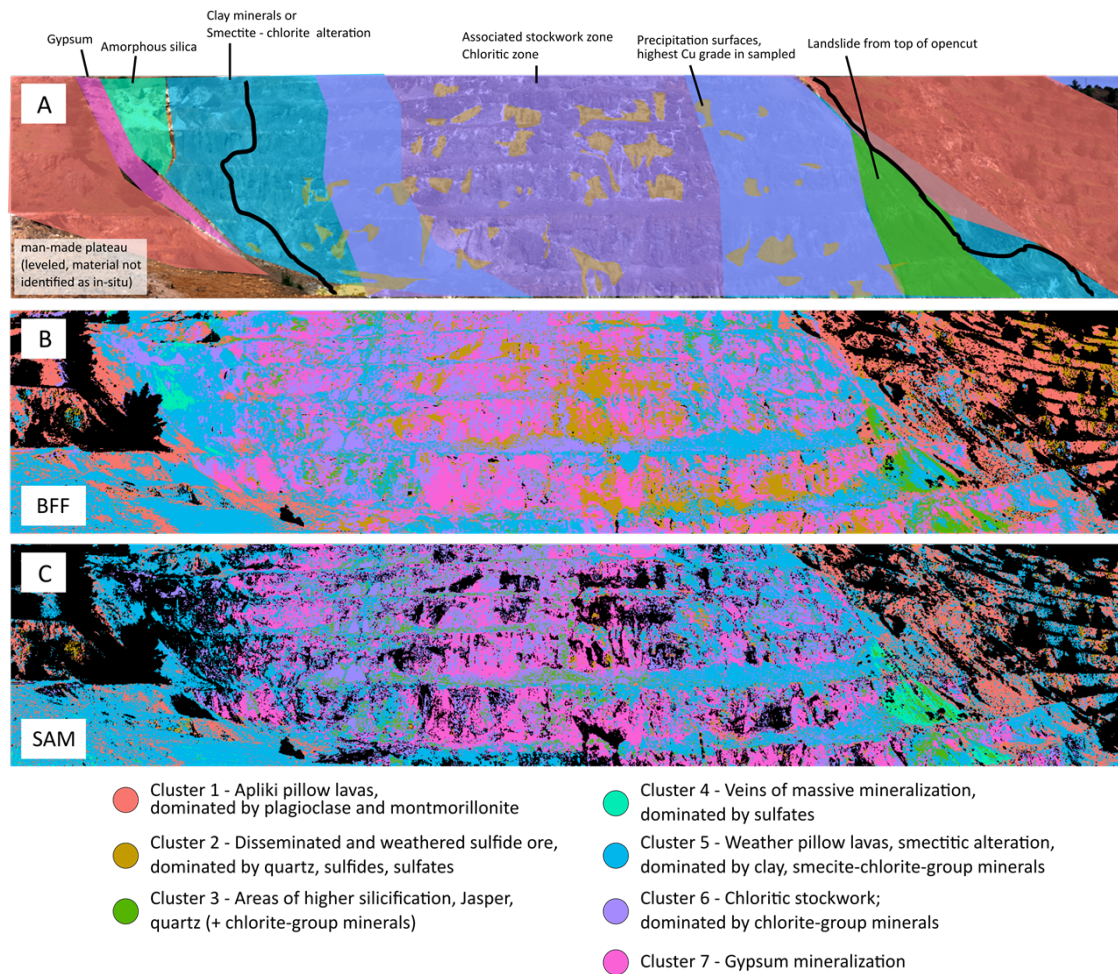 Gypsum
Amorphous silica
Clay minerals or
Smectite - chlorite alteration
Associated stockwork zone
Chloritic zone
Precipitation surfaces,
highest Cu grade in sampled
Landslide from top of opencut
A
man-made plateau
(leveled, material not
identified as in-situ)
B
BFF
C
SAM
Cluster 1 - Apliki pillow lavas,
dominated by plagioclase and montmorillonite
Cluster 2 - Disseminated and weathered sulfide ore,
dominated by quartz, sulfides, sulfates
Cluster 3 - Areas of higher silicification, Jasper,
quartz (+ chlorite-group minerals)
Cluster 4 - Veins of massive mineralization,
dominated by sulfates
Cluster 5 - Weather pillow lavas, smectitic alteration,
dominated by clay, smecite-chlorite-group minerals
Cluster 6 - Chloritic stockwork;
dominated by chlorite-group minerals
Cluster 7 - Gypsum mineralization